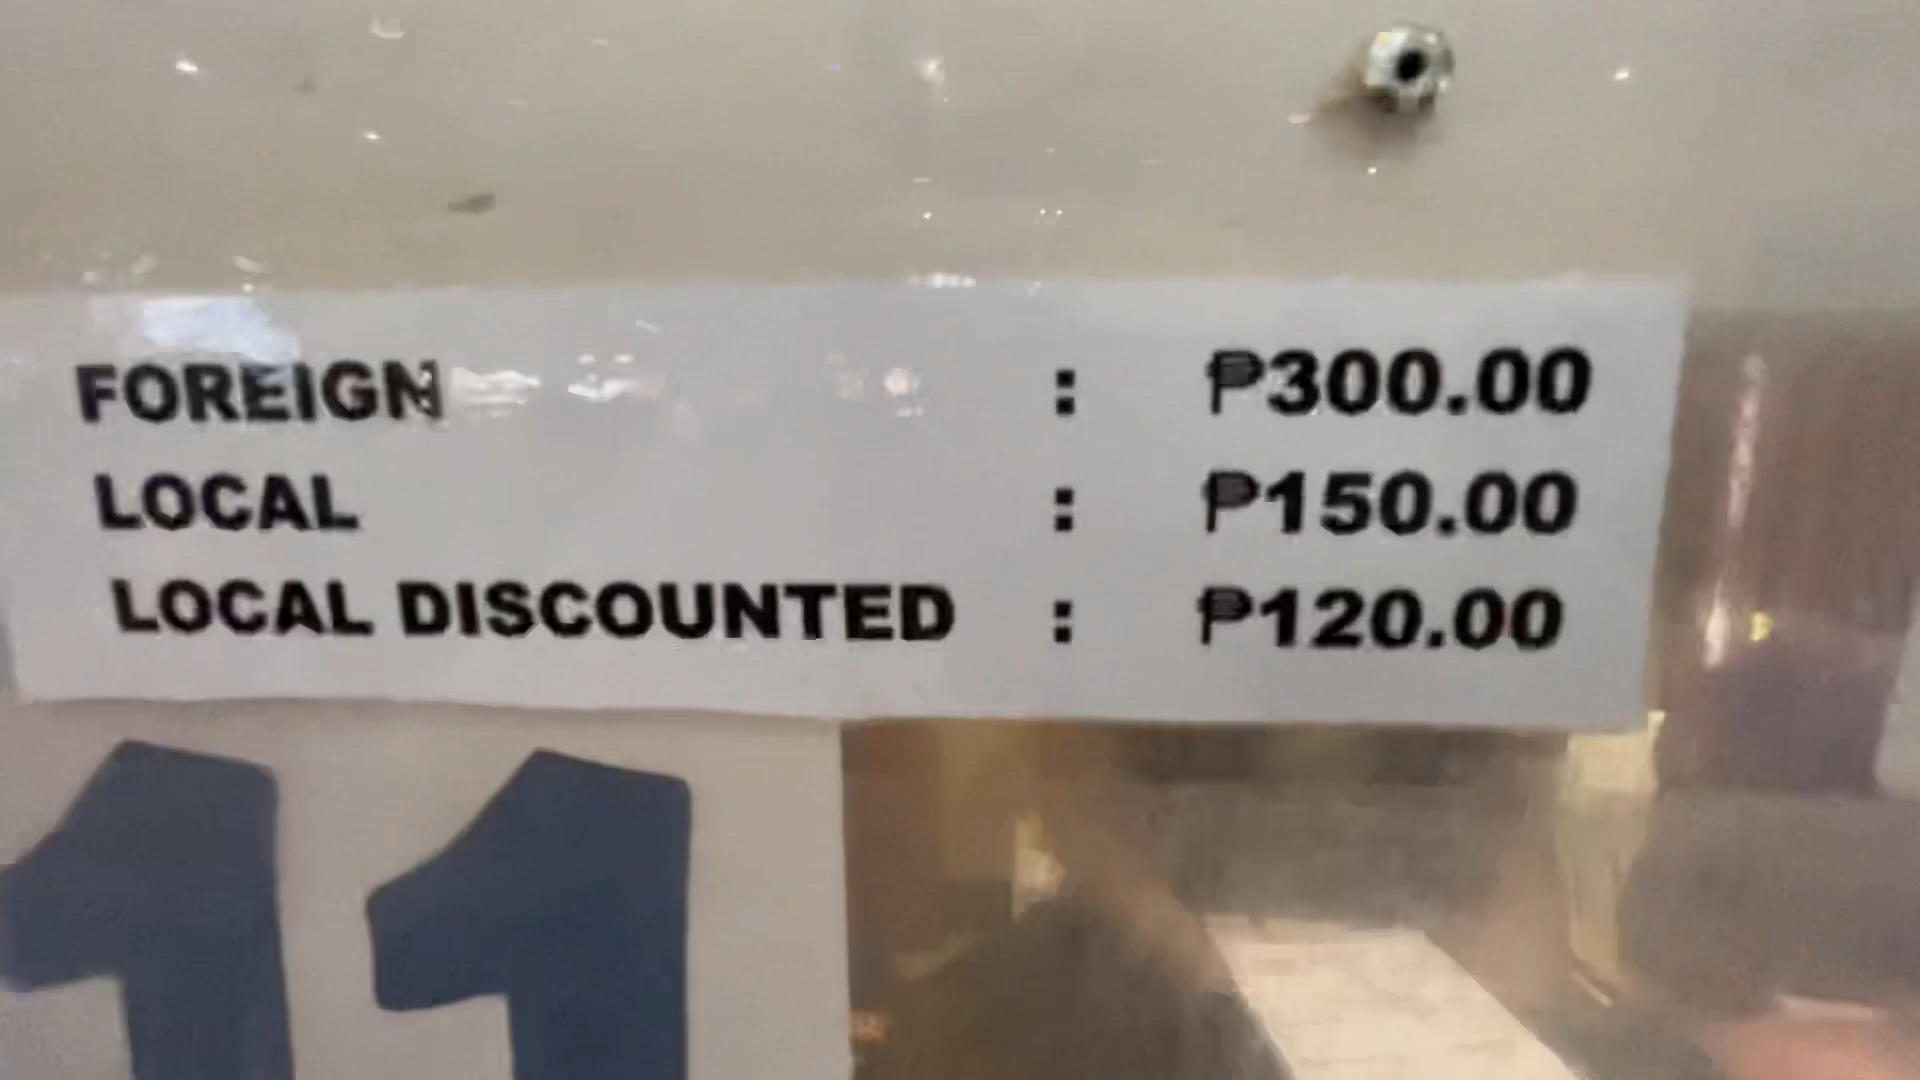 FOREIGN : ₱300.00
LOCAL : ₱150.00
LOCAL DISCOUNTED : ₱120.00
11